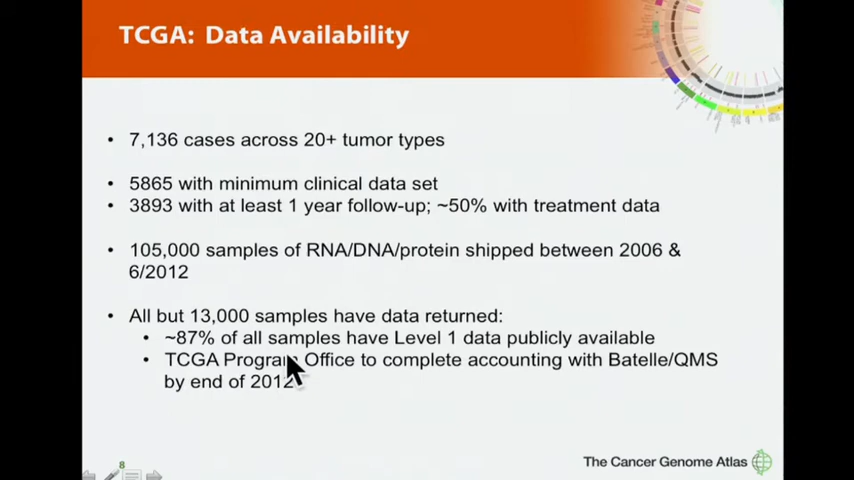 TCGA: Data Availability
• 7,136 cases across 20+ tumor types
• 5865 with minimum clinical data set
• 3893 with at least 1 year follow-up; ~50% with treatment data
• 105,000 samples of RNA/DNA/protein shipped between 2006 &
6/2012
• All but 13,000 samples have data returned:
• ~87% of all samples have Level 1 data publicly available
• TCGA Program Office to complete accounting with Batelle/QMS
by end of 2012
8
The Cancer Genome Atlas